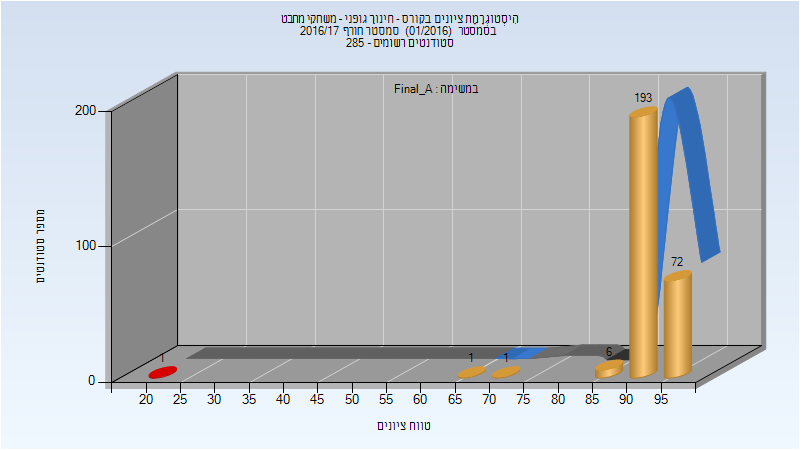 היסטוגרמת ציונים בקורס - חינוך גופני - משחקי מחבט
בסמסטר (01/2016) סמסטר חורף 2016/17
סטודנטים רשומים - 285
במשימה : Final_A
193
200
72
מספר סטודנטים
100
6
1 1 1
0
20 25 30 35 40 45 50 55 60 65 70 75 80 85 90 95
טווח ציונים